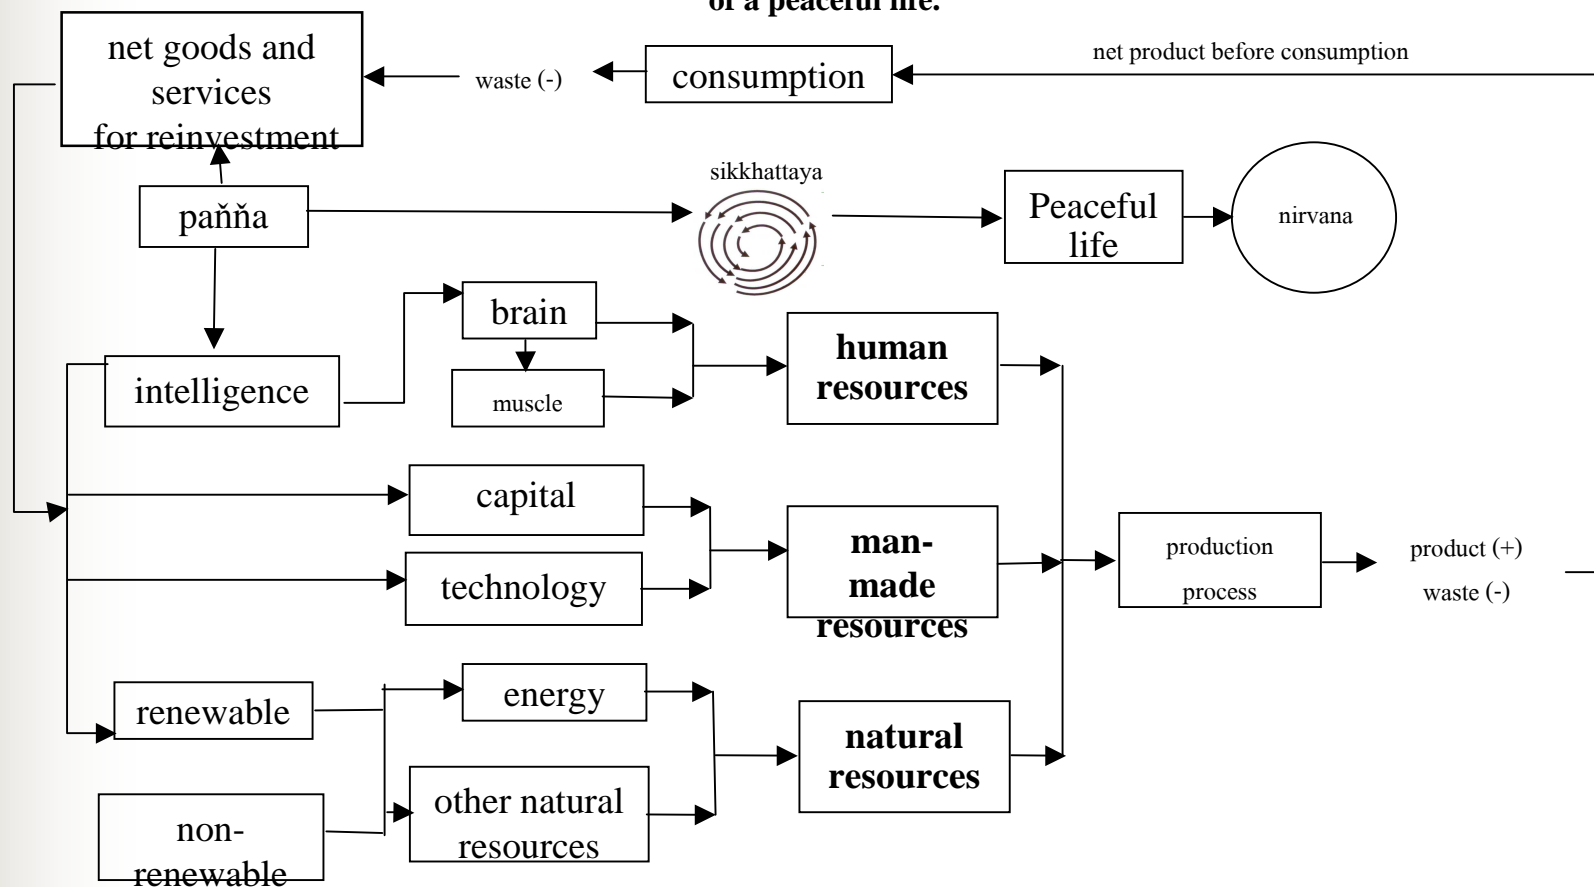 of a peaceful life.
net goods and
services
for reinvestment
waste (-)
consumption
net product before consumption
sikkhattaya
paňňa
Peaceful
life
nirvana
brain
muscle
intelligence
human
resources
capital
technology
man-
made
resources
production
process
product (+)
waste (-)
renewable
energy
non-
renewable
other natural
resources
natural
resources